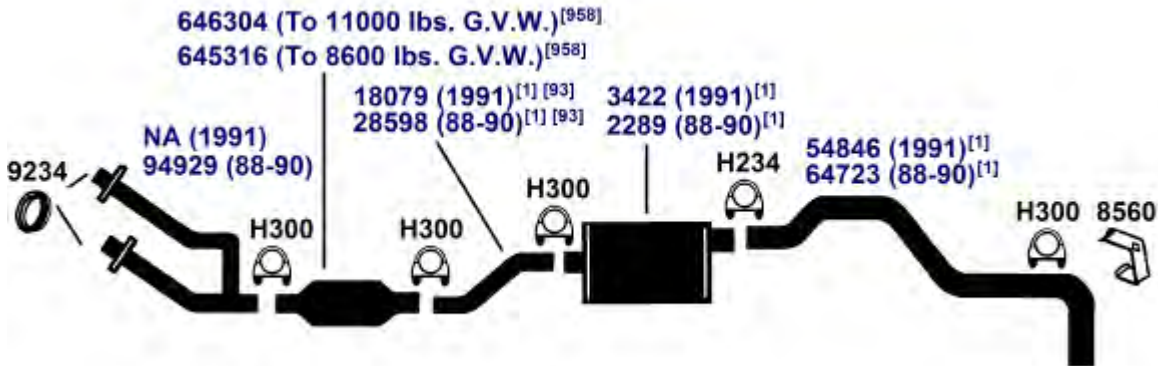 646304 (To 11000 lbs. G.V.W.)[958]
645316 (To 8600 lbs. G.V.W.)[958]
18079 (1991)[1] [93]
28598 (88-90)[1] [93]
3422 (1991)[1]
2289 (88-90)[1]
NA (1991)
94929 (88-90)
54846 (1991)[1]
64723 (88-90)[1]
9234
H300
H300
H300
H234
H300
8560